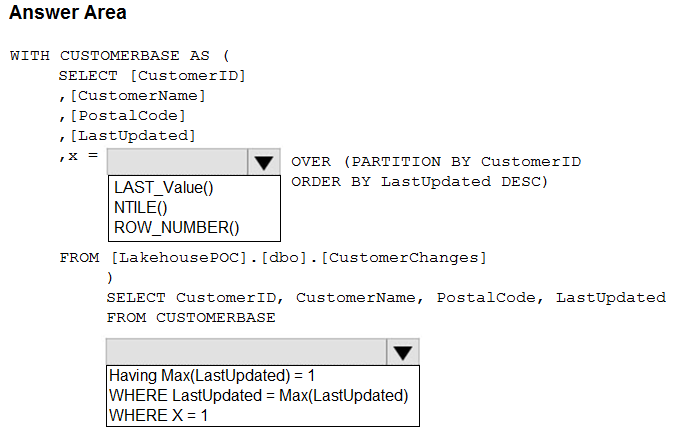 Answer Area
WITH CUSTOMERBASE AS (
SELECT [CustomerID]
,[CustomerName]
,[PostalCode]
,[LastUpdated]
,x =
OVER (PARTITION BY CustomerID
ORDER BY LastUpdated DESC)
LAST_Value()
NTILE()
ROW_NUMBER()
FROM [LakehousePOC].[dbo].[CustomerChanges]
)
SELECT CustomerID, CustomerName, PostalCode, LastUpdated
FROM CUSTOMERBASE
Having Max(LastUpdated) = 1
WHERE LastUpdated = Max(LastUpdated)
WHERE X = 1